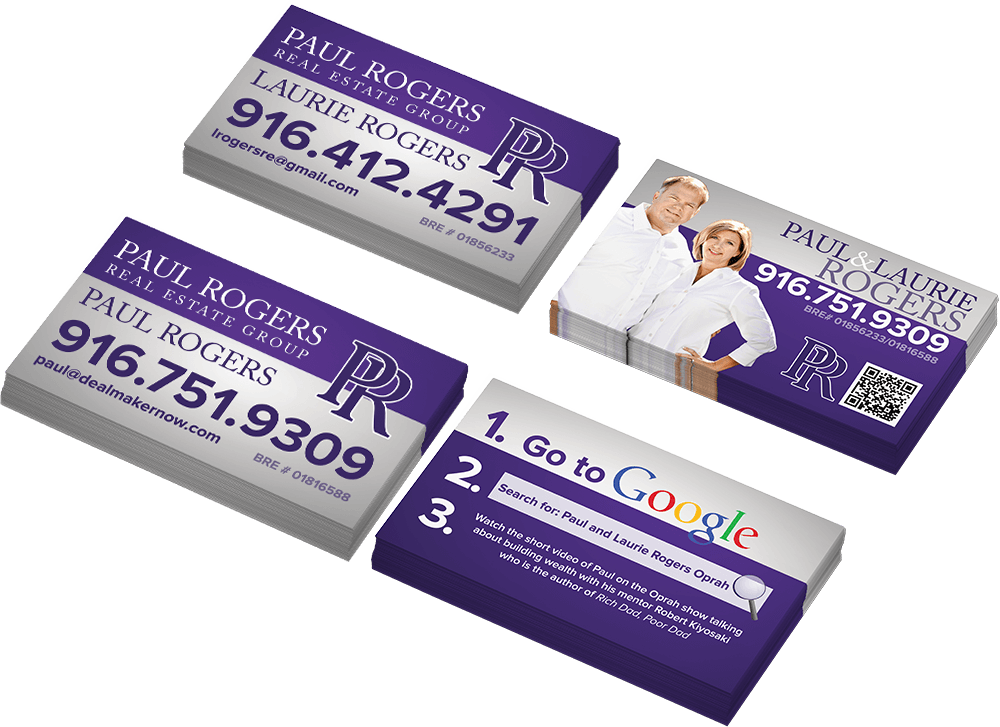 PAUL ROGERS
REAL ESTATE GROUP
LAURIE ROGERS
916.412.4291
lrogersre@gmail.com
BRE # 01856233
PR
PAUL & LAURIE
ROGERS
916.751.9309
BRE# 01856233/01816588
PR
PAUL ROGERS
REAL ESTATE GROUP
PAUL ROGERS
916.751.9309
paul@dealmakernow.com
BRE # 01816588
PR
1. Go to Google
2. Search for: Paul and Laurie Rogers Oprah
3. Watch the short video of Paul on the Oprah show talking
about building wealth with his mentor Robert Kiyosaki
who is the author of Rich Dad, Poor Dad